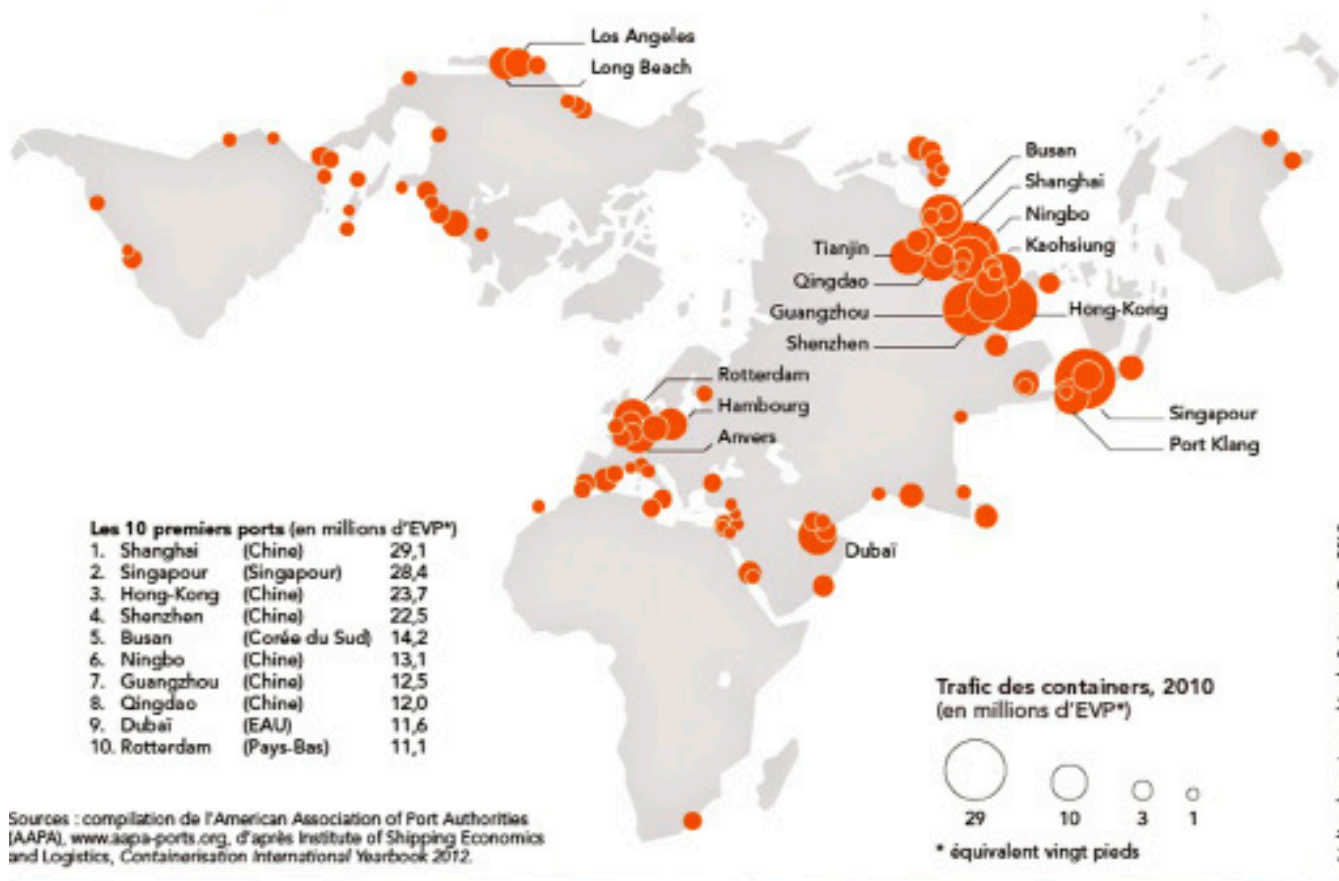 Los Angeles
Long Beach
Busan
Shanghai
Ningbo
Kaohsiung
Tianjin
Qingdao
Guangzhou
Hong-Kong
Shenzhen
Rotterdam
Hambourg
Anvers
Singapour
Port Klang
Dubaï
Les 10 premiers ports (en millions d'EVP*)
1. Shanghai (Chine) 29,1
2. Singapour (Singapour) 28,4
3. Hong-Kong (Chine) 23,7
4. Shenzhen (Chine) 22,5
5. Busan (Corée du Sud) 14,2
6. Ningbo (Chine) 13,1
7. Guangzhou (Chine) 12,5
8. Qingdao (Chine) 12,0
9. Dubaï (EAU) 11,6
10. Rotterdam (Pays-Bas) 11,1
Trafic des containers, 2010
(en millions d'EVP*)
29 10 3 1
* équivalent vingt pieds
Sources : compilation de l'American Association of Port Authorities
(AAPA), www.aapa-ports.org, d'après Institute of Shipping Economics
and Logistics, Containerisation International Yearbook 2012.